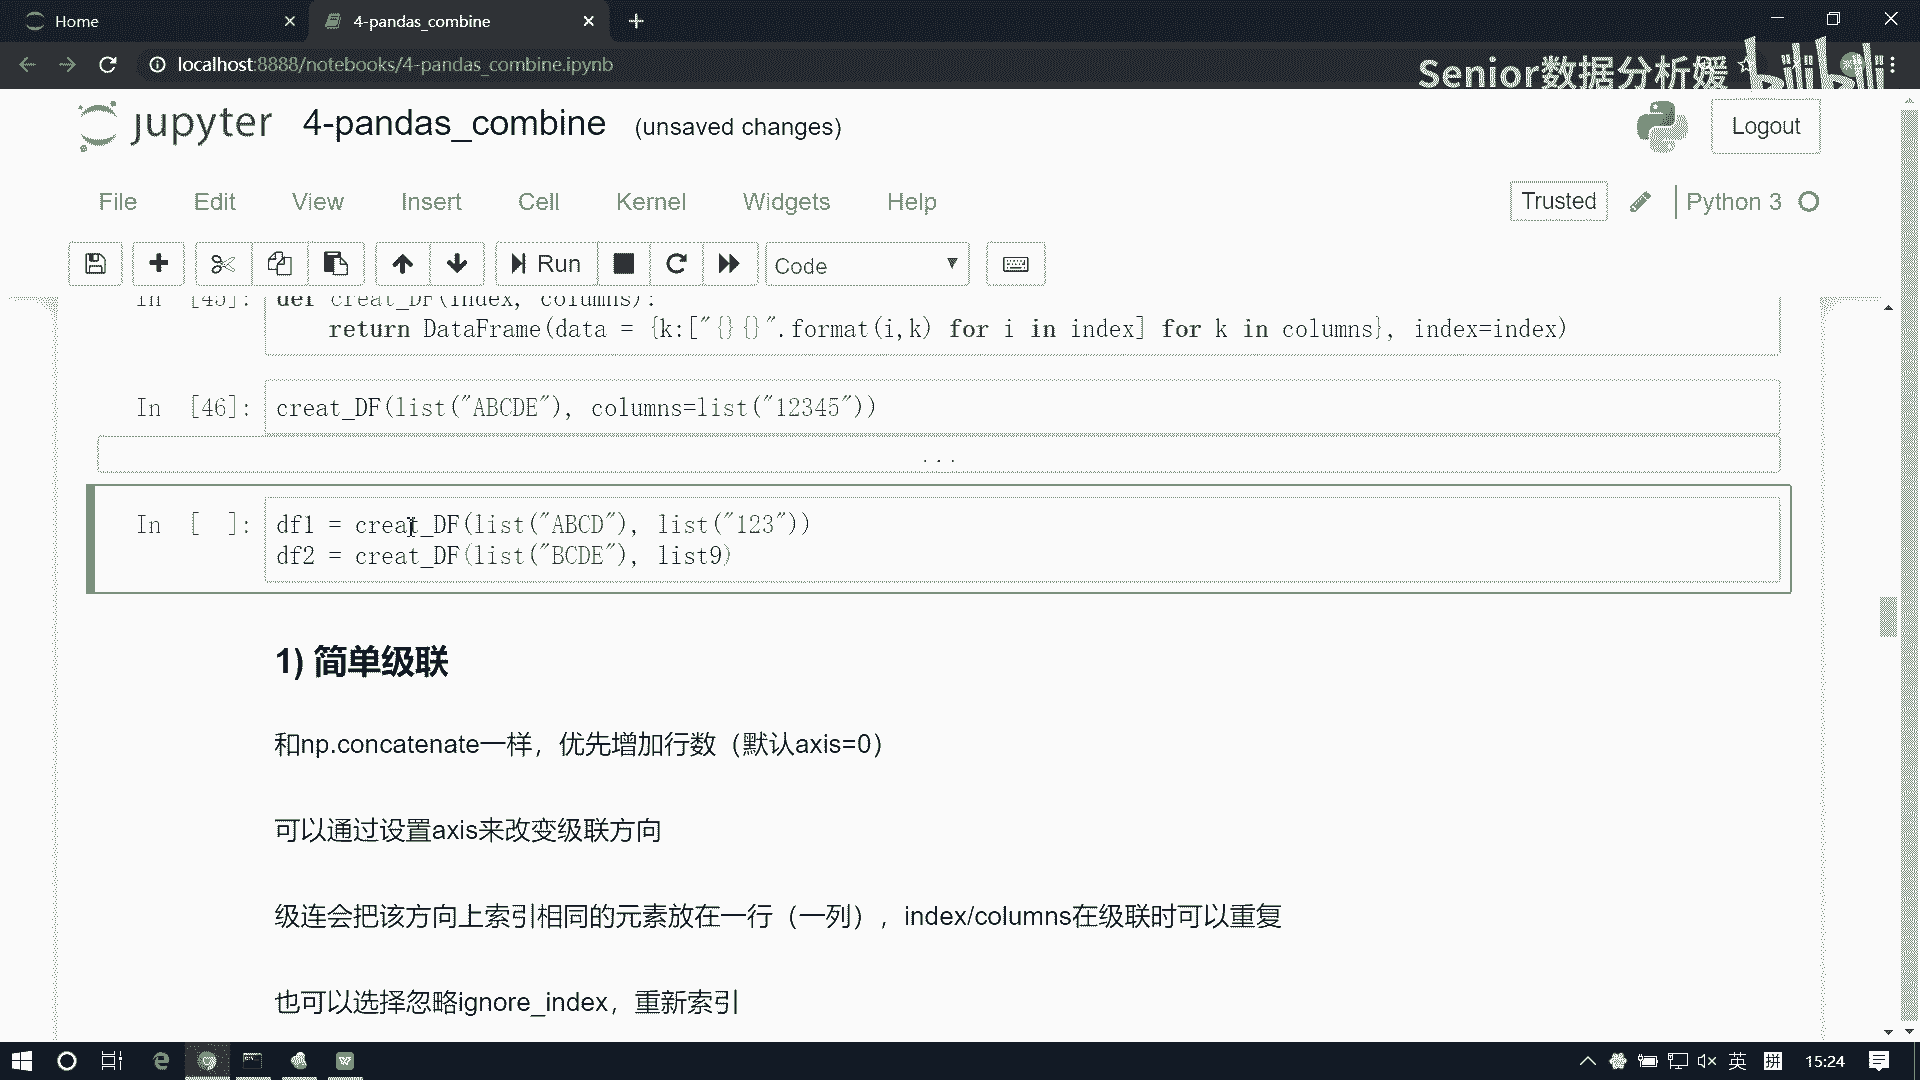 Home
4-pandas_combine
localhost:8888/notebooks/4-pandas_combine.ipynb
Senior数据分析媛
bilibili
jupyter 4-pandas_combine (unsaved changes)
Logout
File Edit View Insert Cell Kernel Widgets Help
Trusted
Python 3
Run
Code
In [45]: def creat_DF(index, columns):
return DataFrame(data = {k:["{}{}".format(i,k) for i in index] for k in columns}, index=index)
In [46]: creat_DF(list("ABCDE"), columns=list("12345"))
...
In [ ]: df1 = creat_DF(list("ABCD"), list("123"))
df2 = creat_DF(list("BCDE"), list9)
1) 简单级联
和np.concatenate一样，优先增加行数（默认axis=0）
可以通过设置axis来改变级联方向
级连会把该方向上索引相同的元素放在一行（一列），index/columns在级联时可以重复
也可以选择忽略ignore_index，重新索引
英
拼
15:24